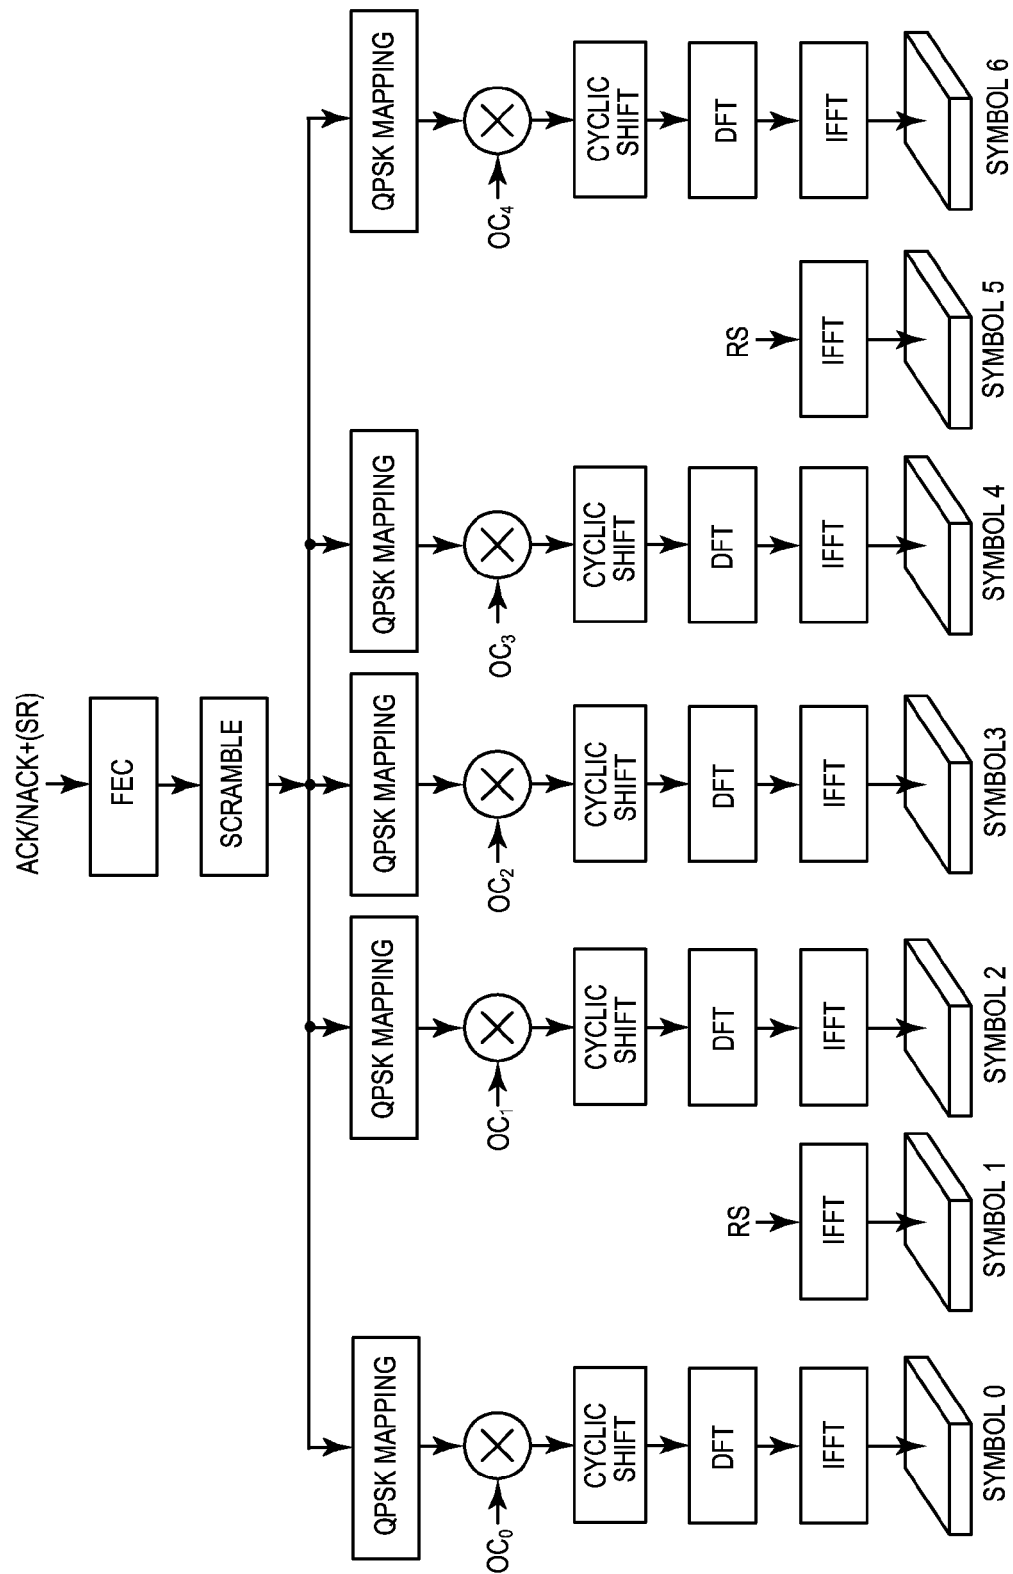 ACK/NACK+(SR)
FEC
SCRAMBLE
QPSK MAPPING
QPSK MAPPING
QPSK MAPPING
QPSK MAPPING
QPSK MAPPING
OC₀
OC₁
OC₂
OC₃
OC₄
CYCLIC
SHIFT
CYCLIC
SHIFT
CYCLIC
SHIFT
CYCLIC
SHIFT
CYCLIC
SHIFT
DFT
RS
DFT
DFT
DFT
RS
DFT
IFFT
IFFT
IFFT
IFFT
IFFT
IFFT
IFFT
SYMBOL 0
SYMBOL 1
SYMBOL 2
SYMBOL3
SYMBOL 4
SYMBOL 5
SYMBOL 6